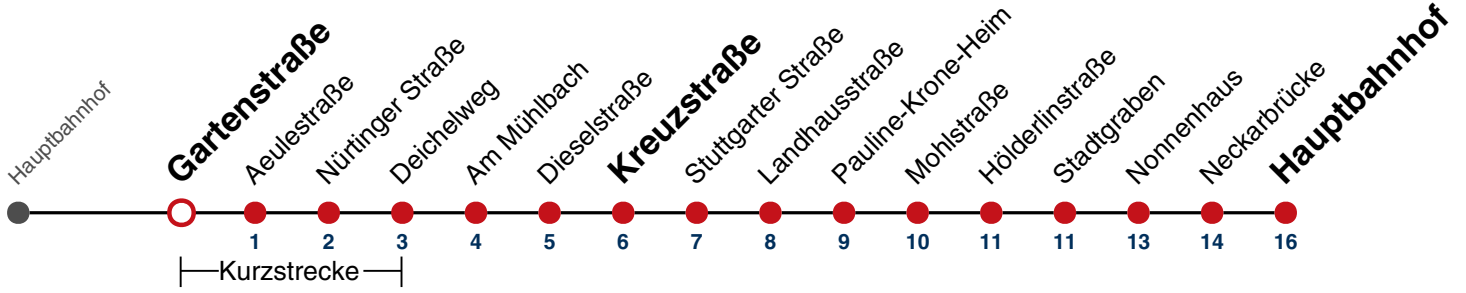 Hauptbahnhof
Gartenstraße
Aeulestraße
Nürtinger Straße
Deichelweg
Am Mühlbach
Dieselstraße
Kreuzstraße
Stuttgarter Straße
Landhausstraße
Pauline-Krone-Heim
Mohlstraße
Hölderlinstraße
Stadtgraben
Nonnenhaus
Neckarbrücke
Hauptbahnhof
1 2 3 4 5 6 7 8 9 10 11 11 13 14 16
Kurzstrecke